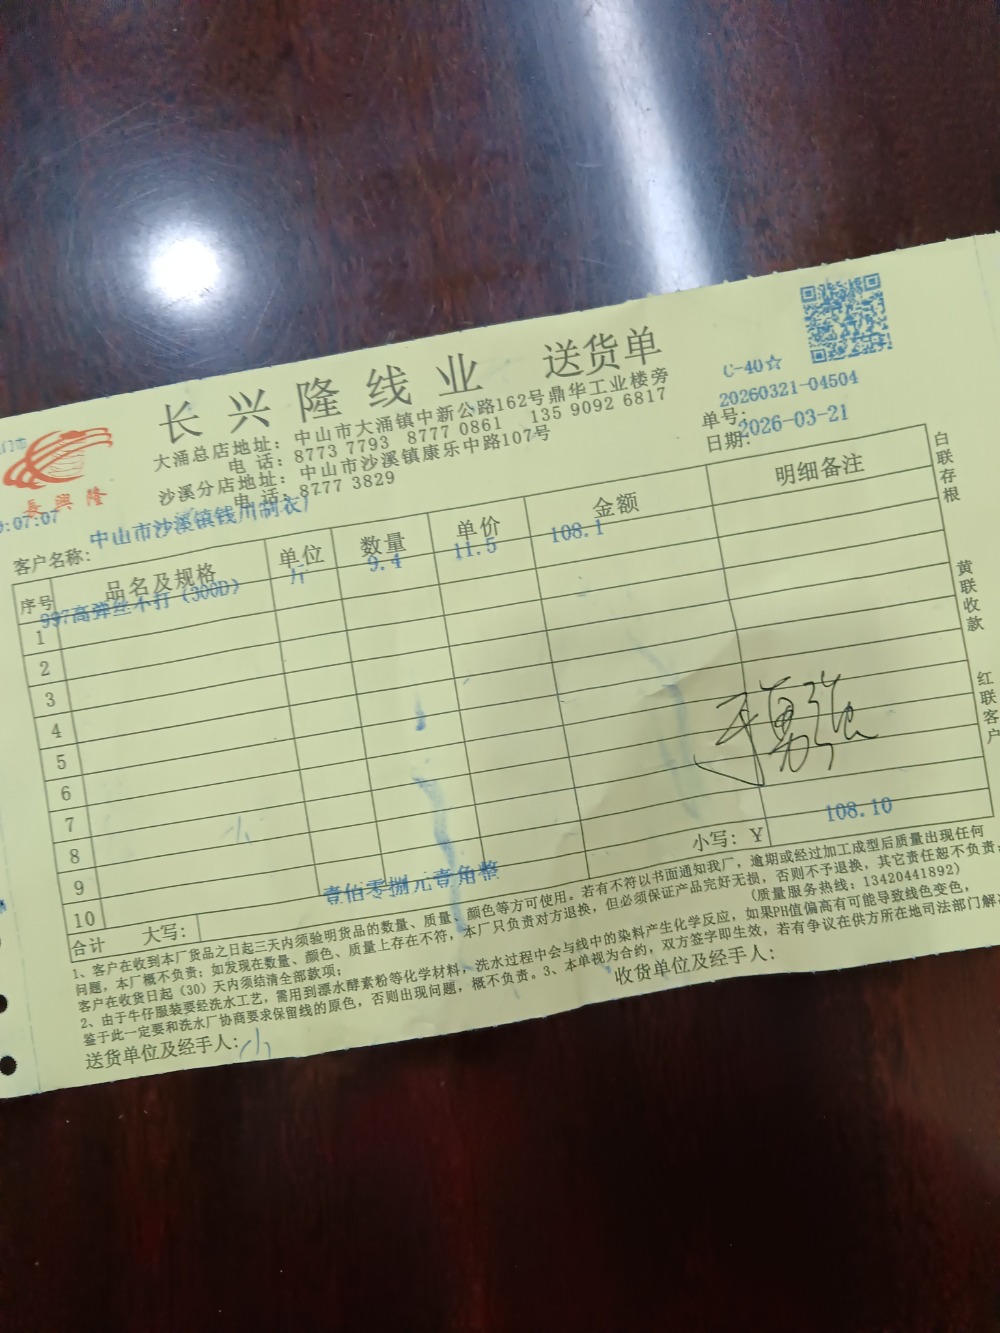 长兴隆线业 送货单
C-40☆
大涌总店地址: 中山市大涌镇中新公路162号鼎华工业楼旁
电 话: 8773 7793 8777 0861 135 9092 6817
单号: 20260321-04504
沙溪分店地址: 中山市沙溪镇康乐中路107号
日期: 2026-03-21
电 话: 8777 3829
長興隆
:07:07
客户名称: 中山市沙溪镇钱川制衣厂
序号 品名及规格 单位 数量 单价 金额 明细备注
1 997高弹丝小打(300D) 斤 9.4 11.5 108.1
2
3
4
5
6
7
8
9
10
合计 大写: 壹佰零捌元壹角整 小写: ¥ 108.10
1、客户在收到本厂货品之日起三天内须验明货品的数量、质量、颜色等方可使用。若有不符以书面通知我厂, 逾期或经过加工成型后质量出现任何
问题, 本厂概不负责; 如发现在数量、颜色、质量上存在不符, 本厂只负责对方退换, 但必须保证产品完好无损, 否则不予退换, 其它责任恕不负责;
客户在收货日起(30)天内须结清全部款项; (质量服务热线: 13420441892)
2、由于牛仔服装要经洗水工艺, 需用到漂水酵素粉等化学材料, 洗水过程中会与线中的染料产生化学反应, 如果PH值偏高有可能导致线色变色,
鉴于此一定要和洗水厂协商要求保留线的原色, 否则出现问题, 概不负责。3、本单视为合约, 双方签字即生效, 若有争议在供方所在地司法部门解决
送货单位及经手人: 收货单位及经手人:
白联存根
黄联收款
红联客户